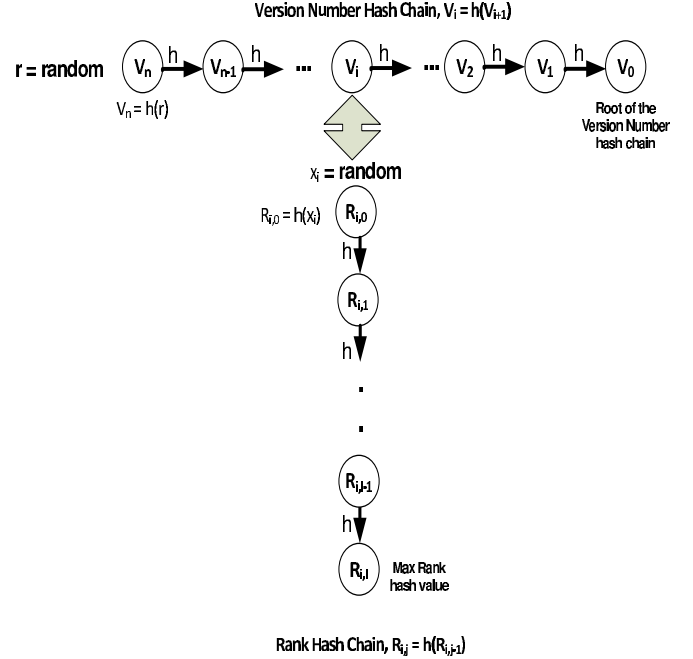 Version Number Hash Chain, Vᵢ = h(Vᵢ₊₁)
r = random
Vₙ h Vₙ₋₁ h ... Vᵢ h ... V₂ h V₁ h V₀
Vₙ = h(r)
Root of the
Version Number
hash chain
xᵢ = random
Rᵢ,₀ = h(xᵢ)
Rᵢ,₀
h
Rᵢ,₁
h
.
.
Rᵢ,ₗ₋₁
h
Rᵢ,ₗ
Max Rank
hash value
Rank Hash Chain, Rᵢ,ⱼ = h(Rᵢ,ⱼ₋₁)